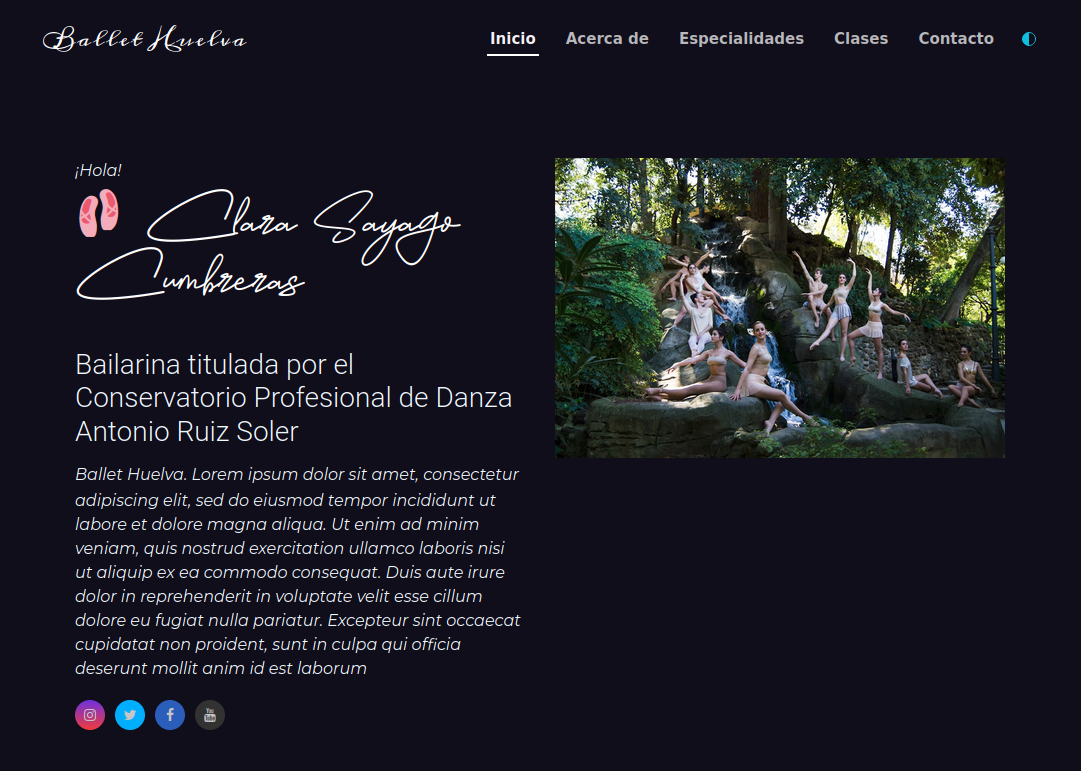 Ballet Huelva
Inicio Acerca de Especialidades Clases Contacto
¡Hola!
Clara Sayago
Cumbreras
Bailarina titulada por el
Conservatorio Profesional de Danza
Antonio Ruiz Soler
Ballet Huelva. Lorem ipsum dolor sit amet, consectetur
adipiscing elit, sed do eiusmod tempor incididunt ut
labore et dolore magna aliqua. Ut enim ad minim
veniam, quis nostrud exercitation ullamco laboris nisi
ut aliquip ex ea commodo consequat. Duis aute irure
dolor in reprehenderit in voluptate velit esse cillum
dolore eu fugiat nulla pariatur. Excepteur sint occaecat
cupidatat non proident, sunt in culpa qui officia
deserunt mollit anim id est laborum